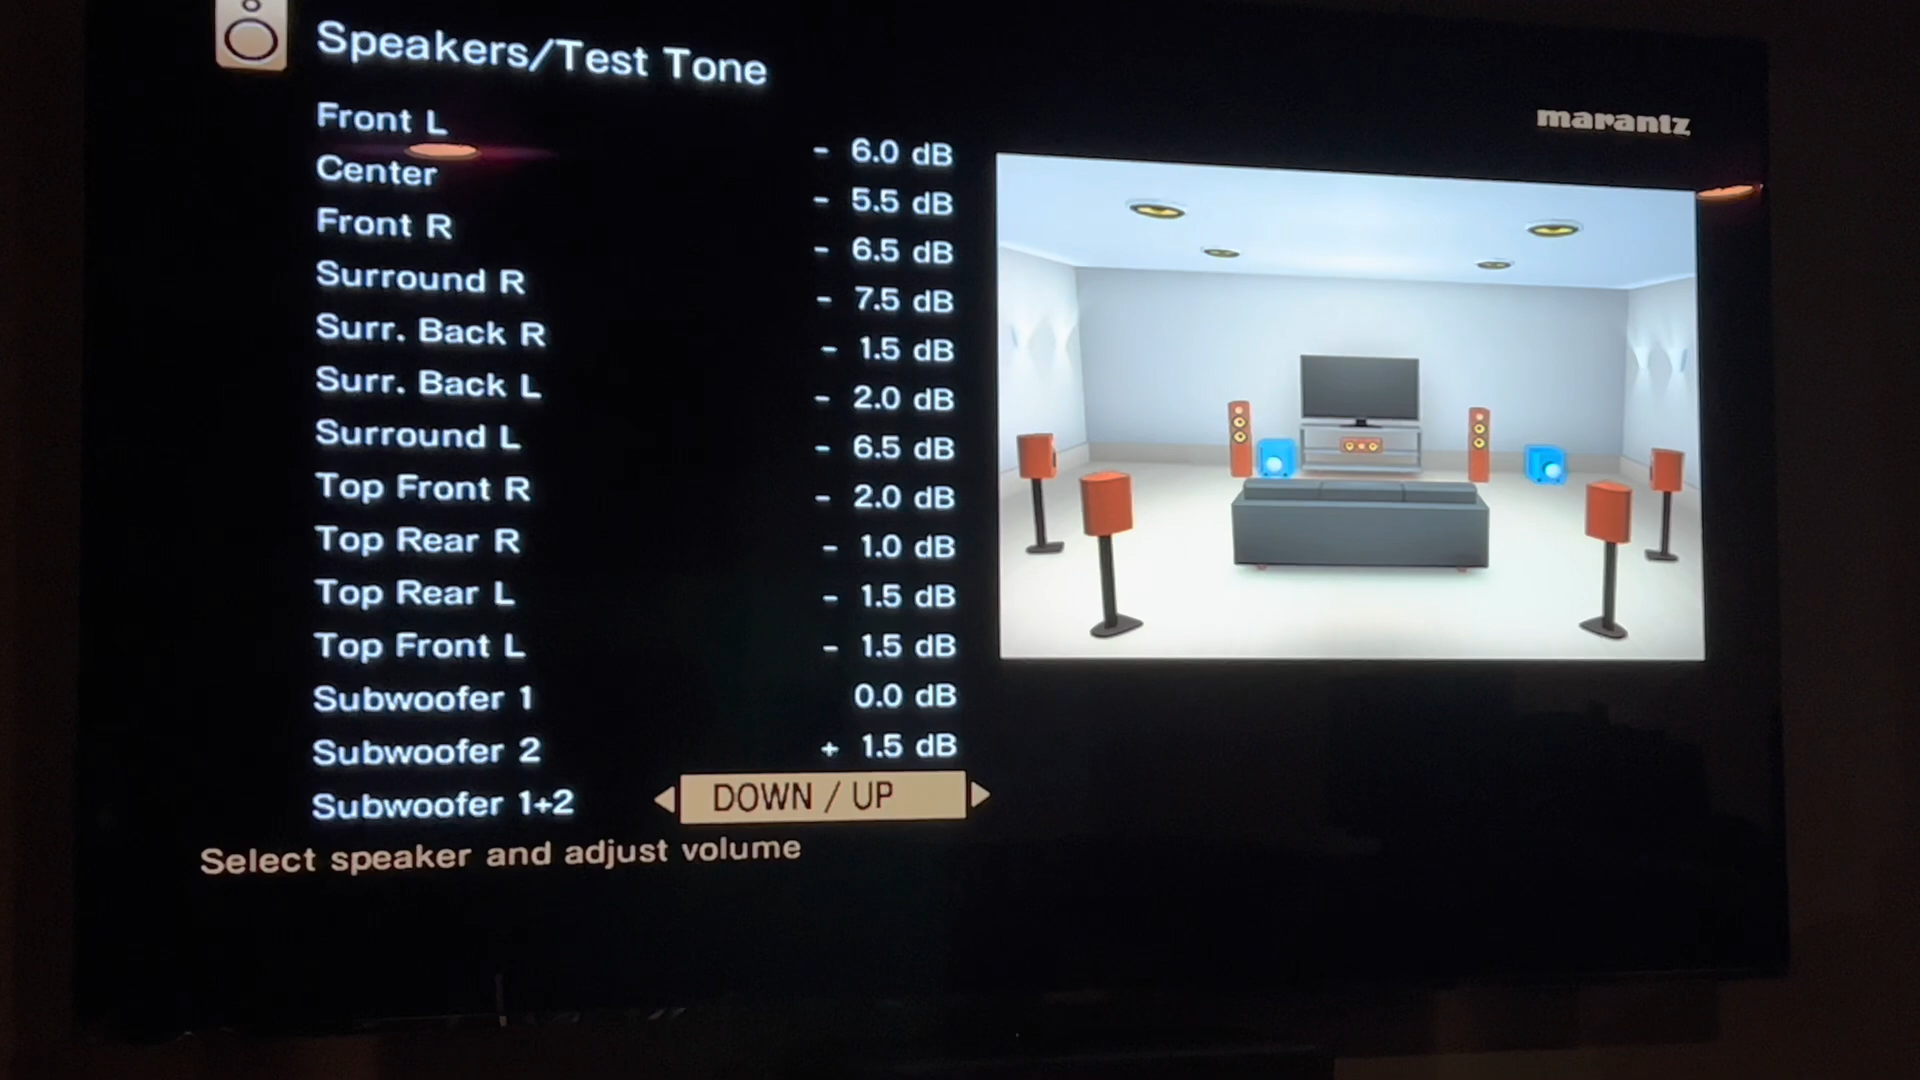 Speakers/Test Tone
marantz
Front L - 6.0 dB
Center - 5.5 dB
Front R - 6.5 dB
Surround R - 7.5 dB
Surr. Back R - 1.5 dB
Surr. Back L - 2.0 dB
Surround L - 6.5 dB
Top Front R - 2.0 dB
Top Rear R - 1.0 dB
Top Rear L - 1.5 dB
Top Front L - 1.5 dB
Subwoofer 1 0.0 dB
Subwoofer 2 + 1.5 dB
Subwoofer 1+2 DOWN / UP
Select speaker and adjust volume